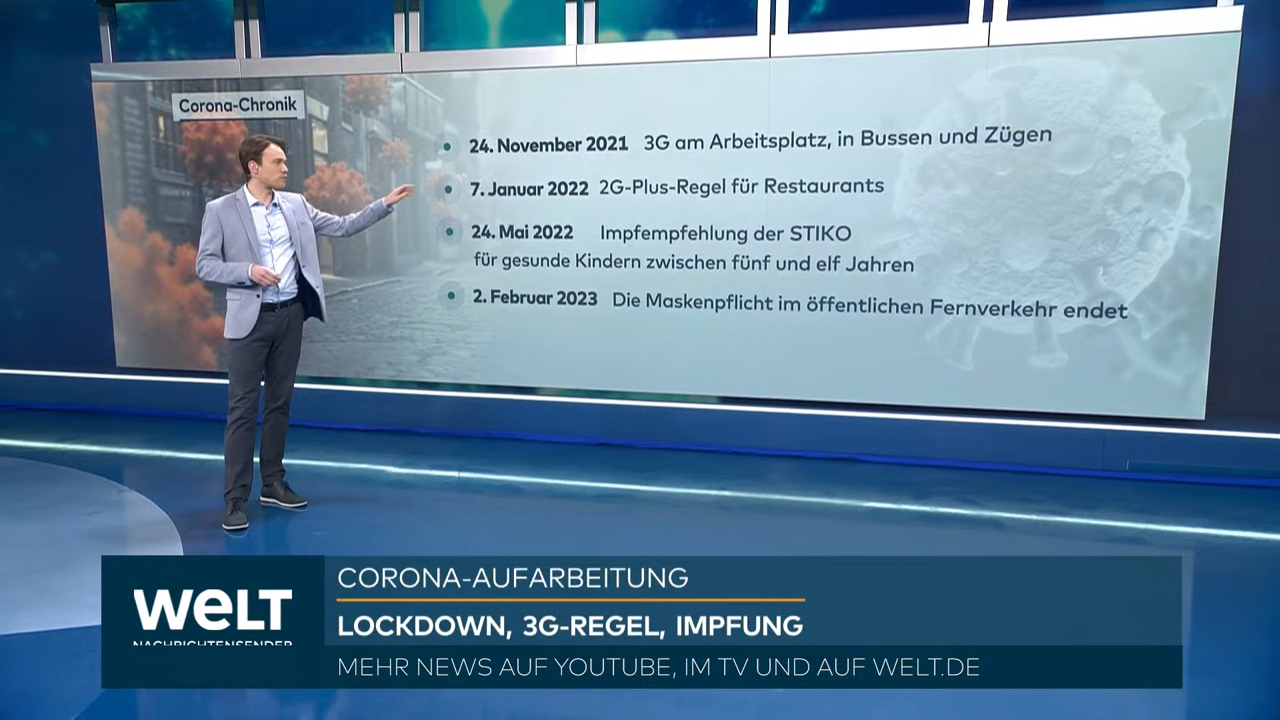 Corona-Chronik
24. November 2021 3G am Arbeitsplatz, in Bussen und Zügen
7. Januar 2022 2G-Plus-Regel für Restaurants
24. Mai 2022 Impfempfehlung der STIKO
für gesunde Kindern zwischen fünf und elf Jahren
2. Februar 2023 Die Maskenpflicht im öffentlichen Fernverkehr endet
welt
NACHRICHTENSENDER
CORONA-AUFARBEITUNG
LOCKDOWN, 3G-REGEL, IMPFUNG
MEHR NEWS AUF YOUTUBE, IM TV UND AUF WELT.DE